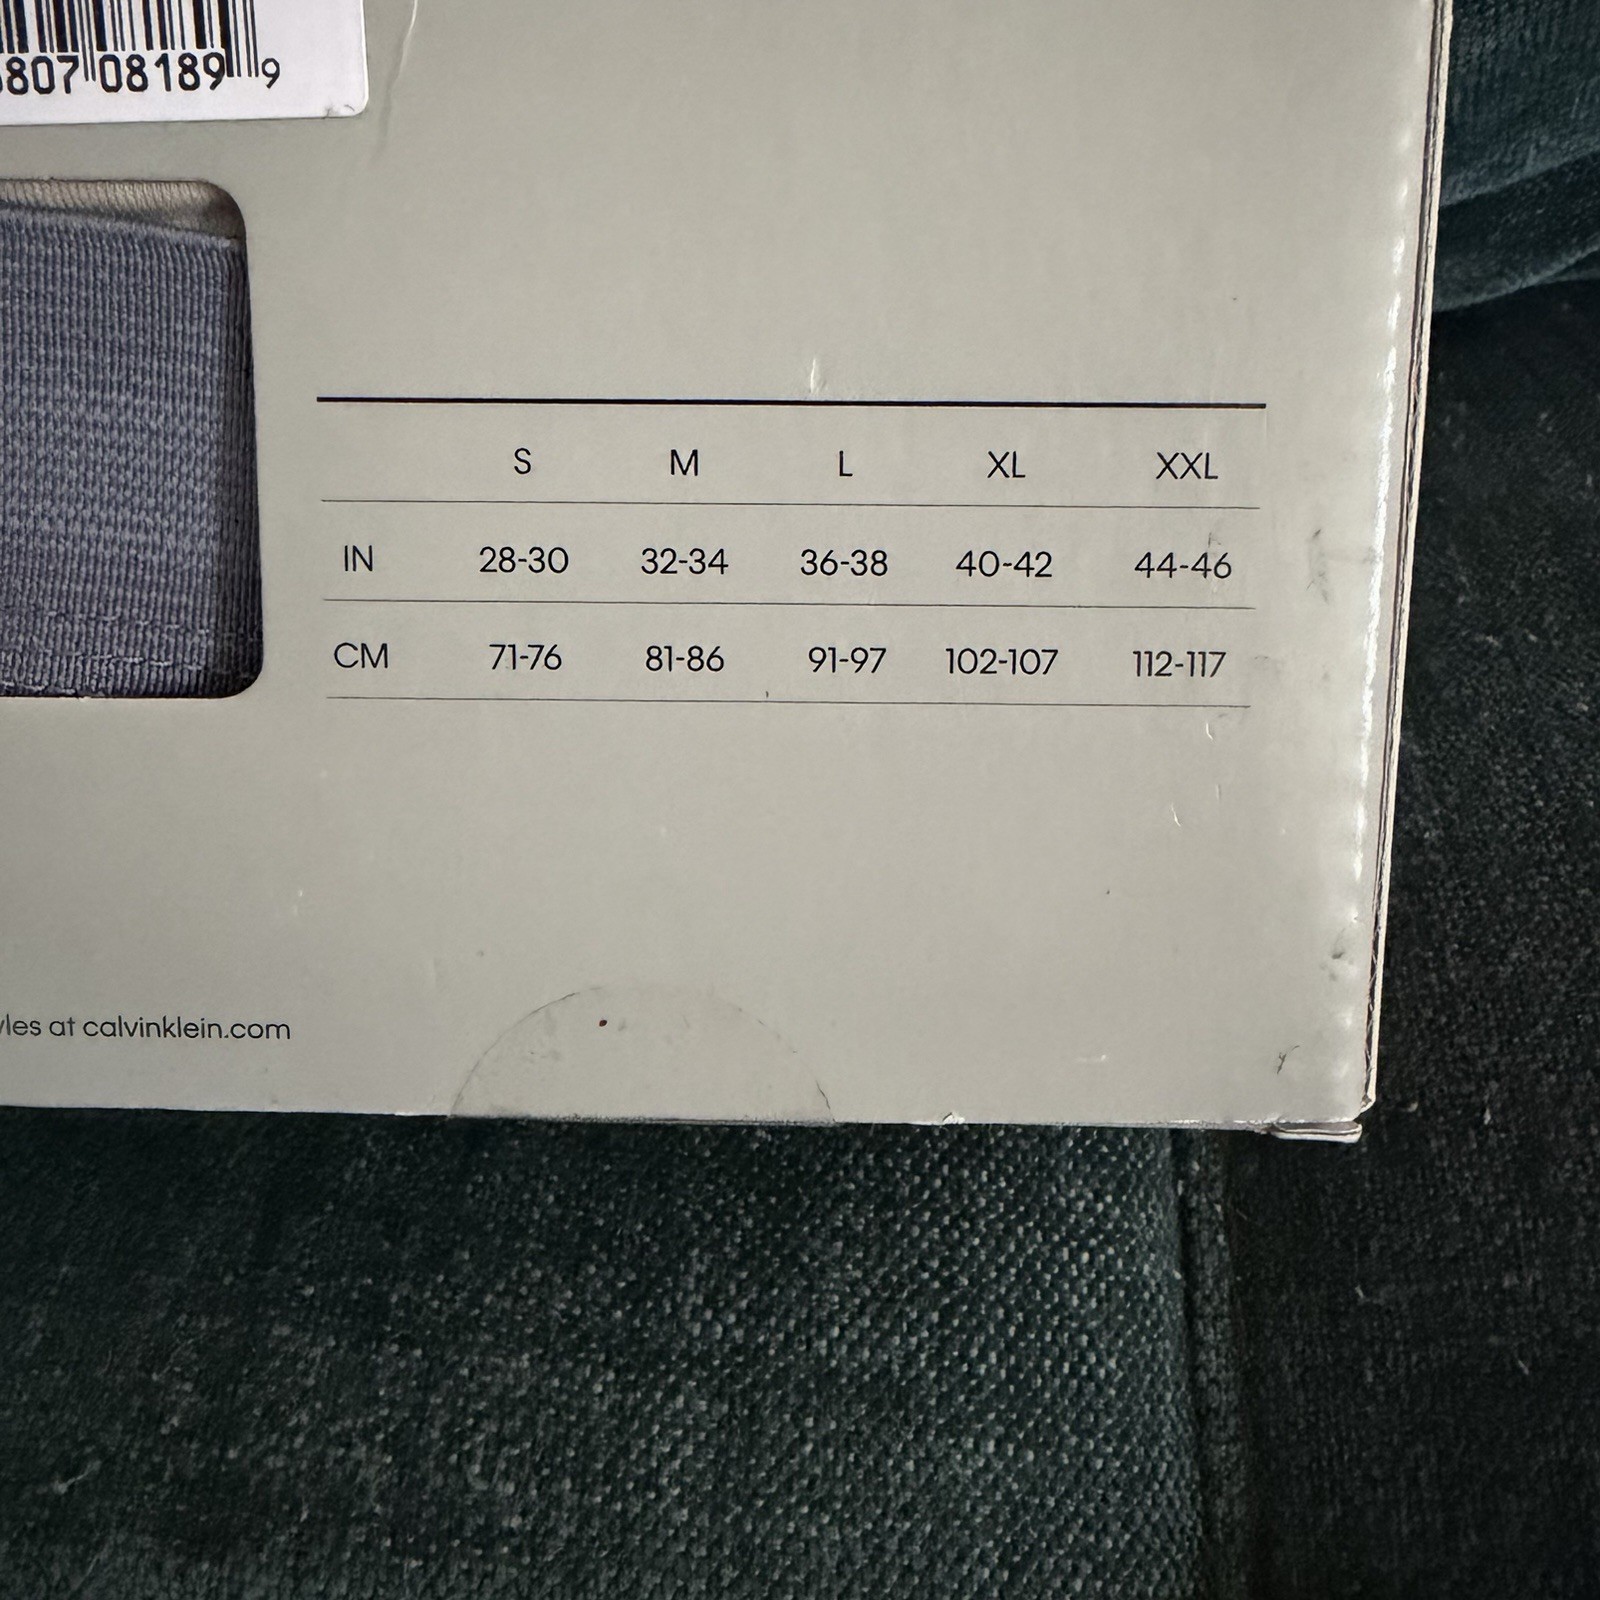 807 08189 9
S M L XL XXL
IN 28-30 32-34 36-38 40-42 44-46
CM 71-76 81-86 91-97 102-107 112-117
at calvinklein.com